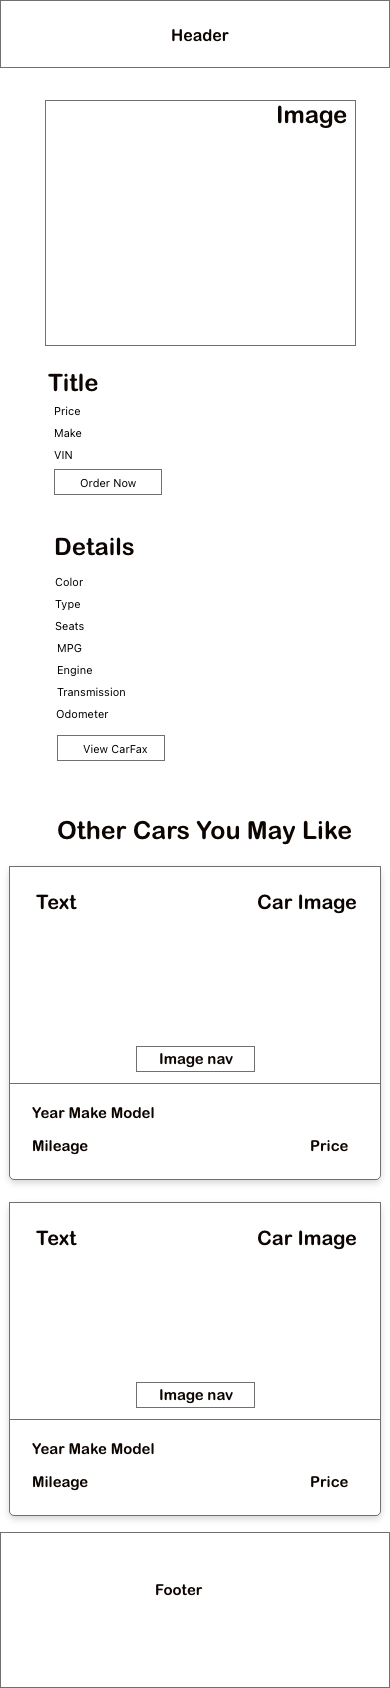 Header
Image
Title
Price
Make
VIN
Order Now
Details
Color
Type
Seats
MPG
Engine
Transmission
Odometer
View CarFax
Other Cars You May Like
Text Car Image
Image nav
Year Make Model
Mileage Price
Text Car Image
Image nav
Year Make Model
Mileage Price
Footer